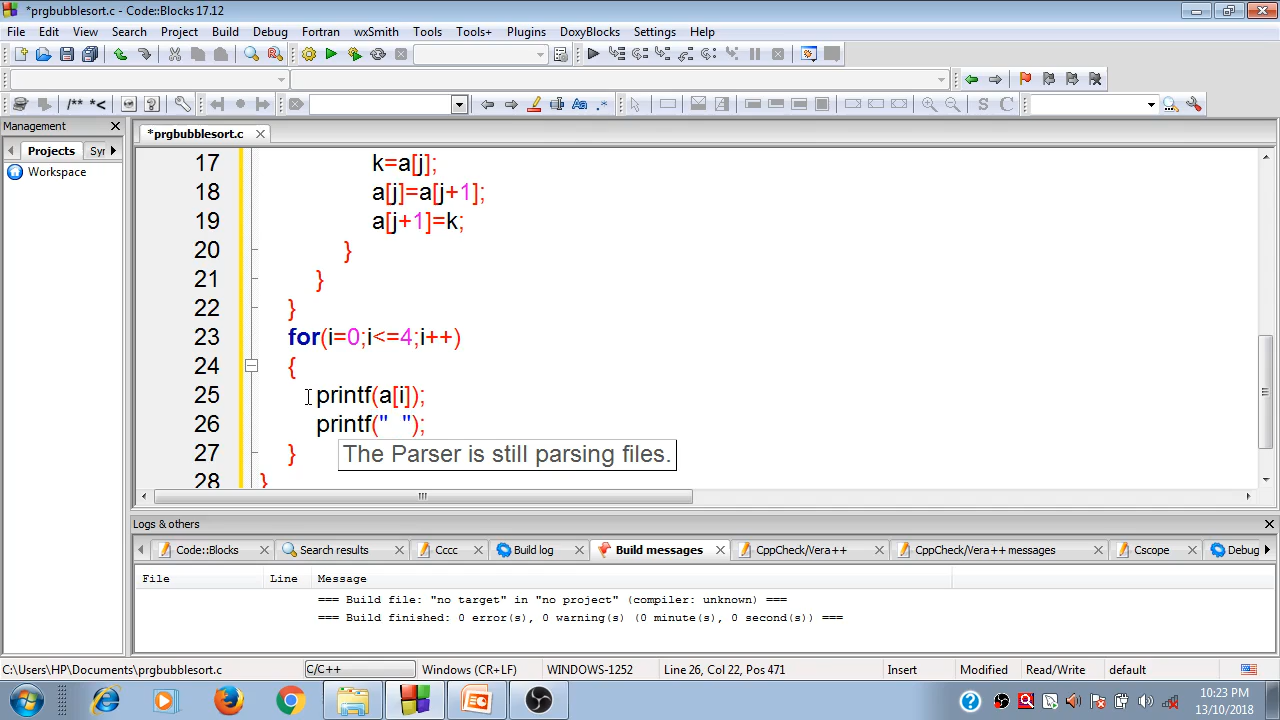 *prgbubblesort.c - Code::Blocks 17.12
File Edit View Search Project Build Debug Fortran wxSmith Tools Tools+ Plugins DoxyBlocks Settings Help
/** *<
Management
*prgbubblesort.c
Projects Syr
Workspace
17 k=a[j];
18 a[j]=a[j+1];
19 a[j+1]=k;
20 }
21 }
22 }
23 for(i=0;i<=4;i++)
24 {
25 printf(a[i]);
26 printf("  ");
27 }
The Parser is still parsing files.
28 }
Logs & others
Code::Blocks Search results Cccc Build log Build messages CppCheck/Vera++ CppCheck/Vera++ messages Cscope Debug
File Line Message
=== Build file: "no target" in "no project" (compiler: unknown) ===
=== Build finished: 0 error(s), 0 warning(s) (0 minute(s), 0 second(s)) ===
C:\Users\HP\Documents\prgbubblesort.c C/C++ Windows (CR+LF) WINDOWS-1252 Line 26, Col 22, Pos 471 Insert Modified Read/Write default
10:23 PM
13/10/2018